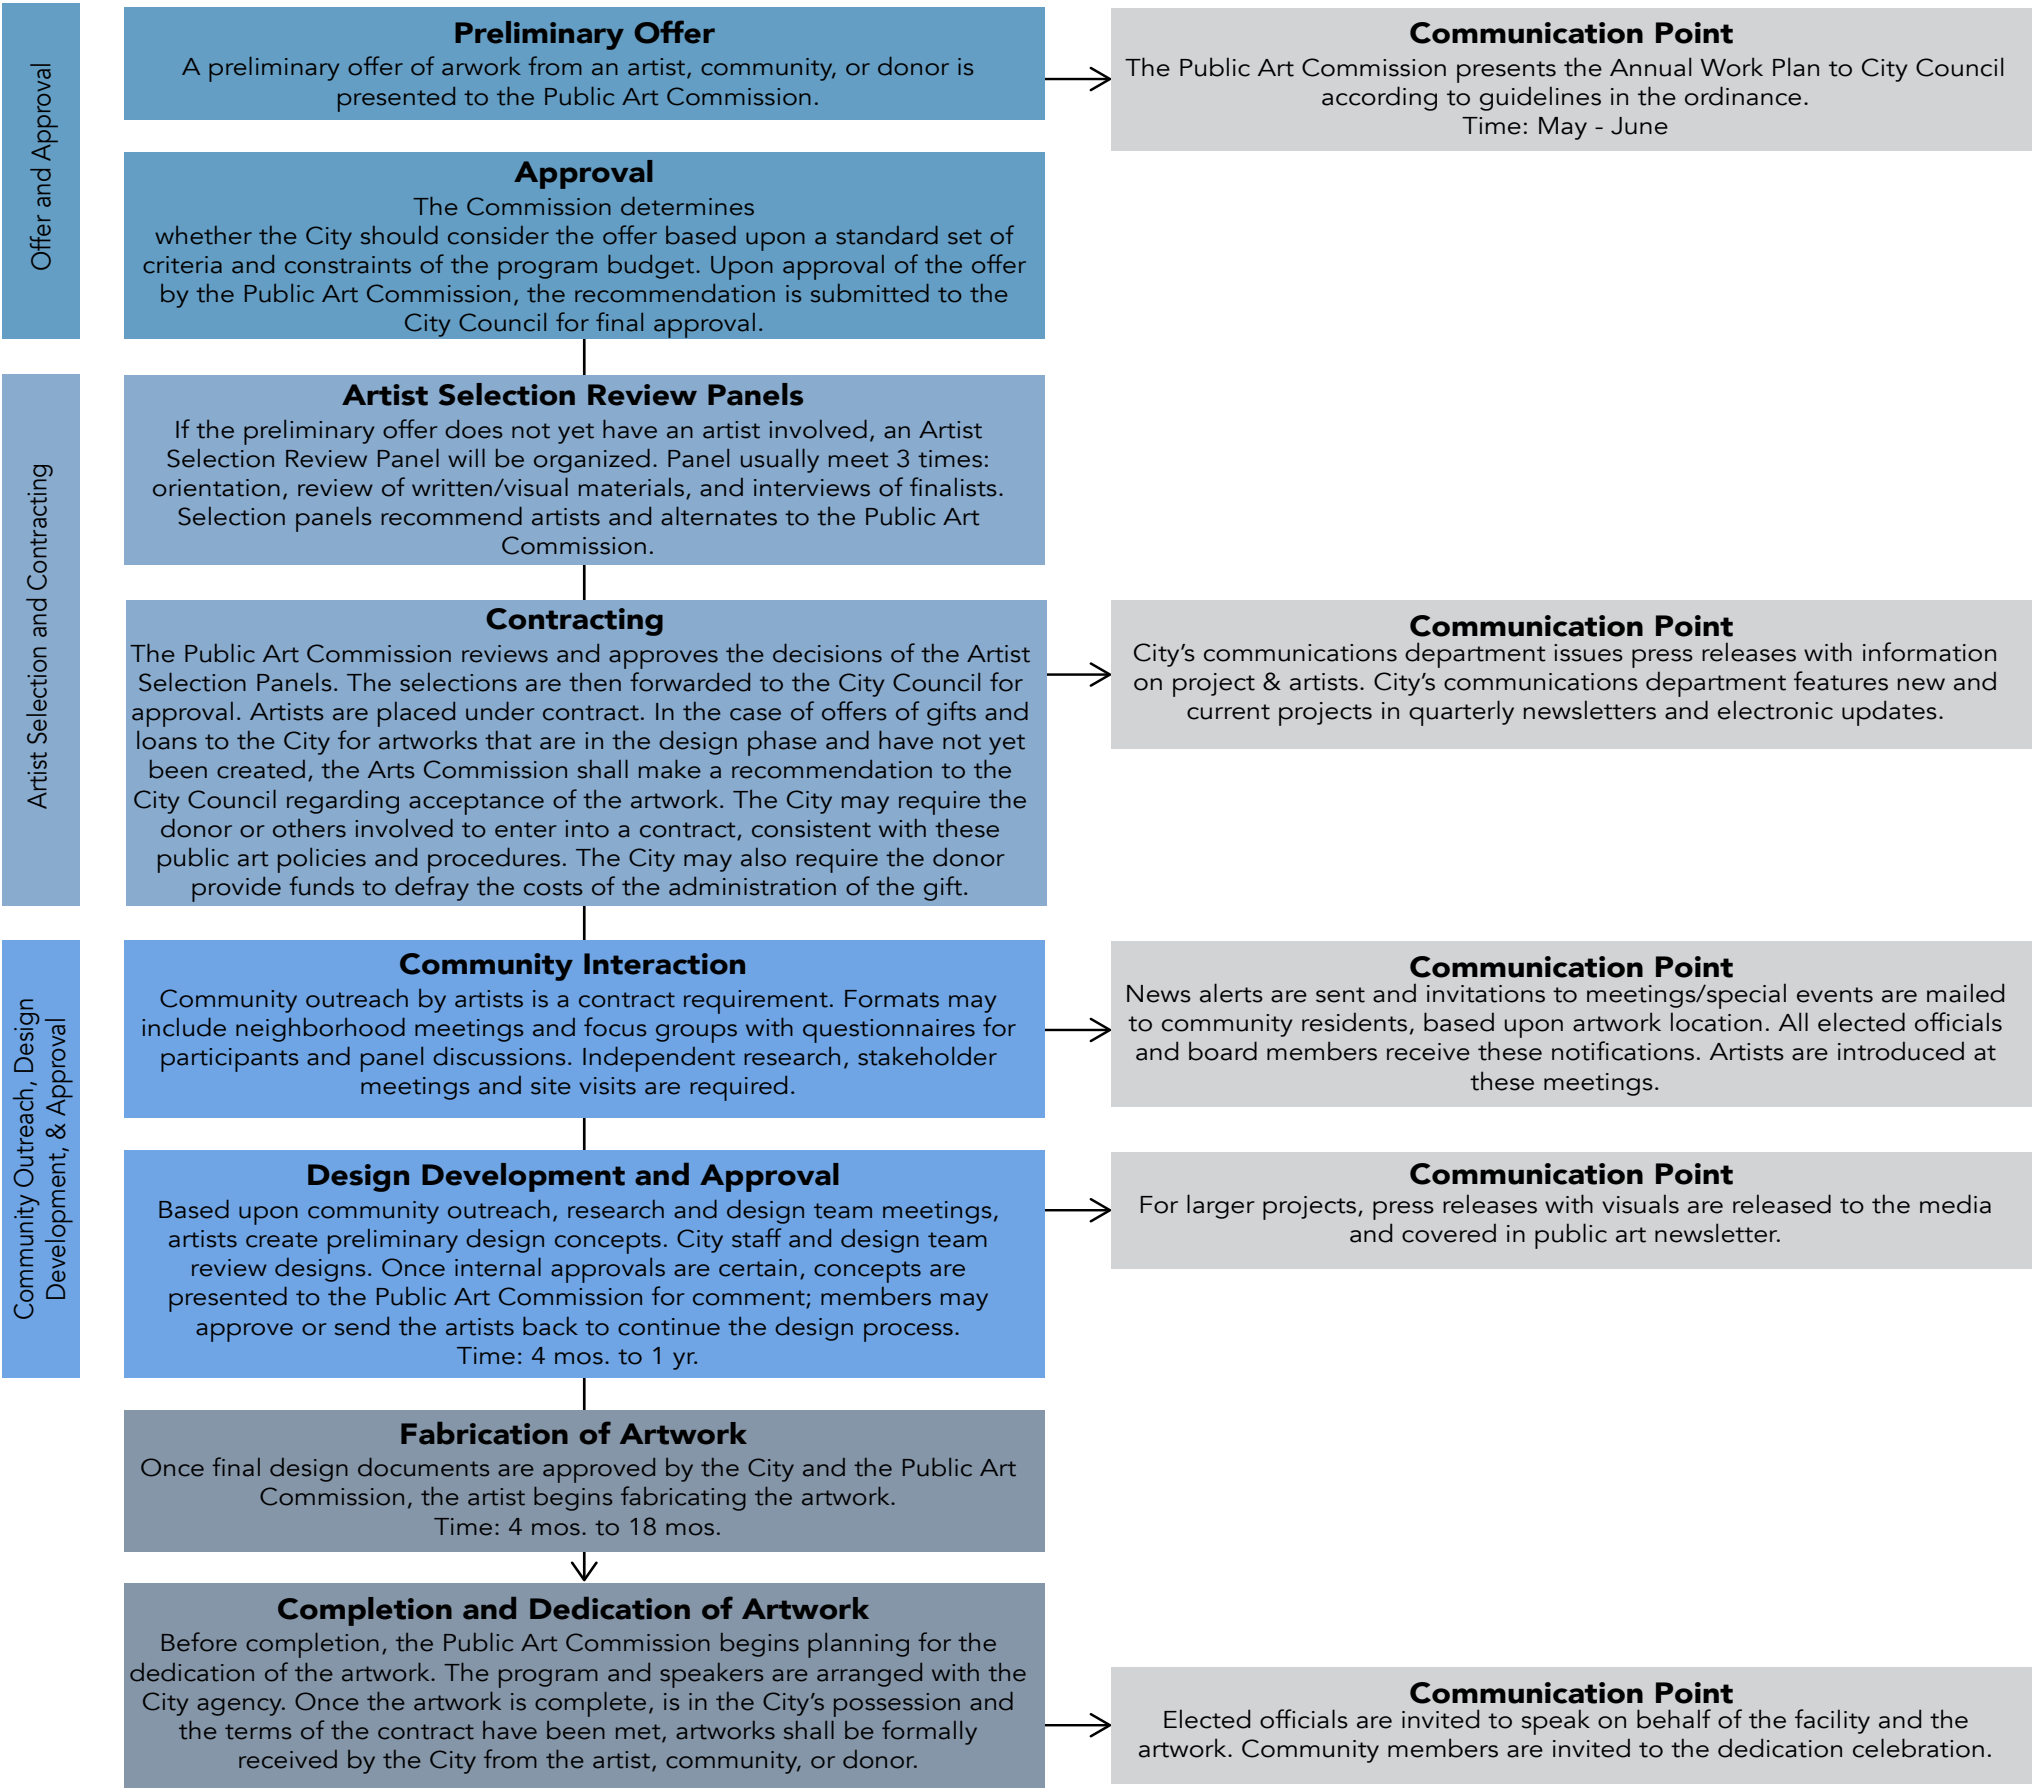 Offer and Approval
Preliminary Offer
A preliminary offer of arwork from an artist, community, or donor is
presented to the Public Art Commission.
Communication Point
The Public Art Commission presents the Annual Work Plan to City Council
according to guidelines in the ordinance.
Time: May - June
Approval
The Commission determines
whether the City should consider the offer based upon a standard set of
criteria and constraints of the program budget. Upon approval of the offer
by the Public Art Commission, the recommendation is submitted to the
City Council for final approval.
Artist Selection and Contracting
Artist Selection Review Panels
If the preliminary offer does not yet have an artist involved, an Artist
Selection Review Panel will be organized. Panel usually meet 3 times:
orientation, review of written/visual materials, and interviews of finalists.
Selection panels recommend artists and alternates to the Public Art
Commission.
Contracting
The Public Art Commission reviews and approves the decisions of the Artist
Selection Panels. The selections are then forwarded to the City Council for
approval. Artists are placed under contract. In the case of offers of gifts and
loans to the City for artworks that are in the design phase and have not yet
been created, the Arts Commission shall make a recommendation to the
City Council regarding acceptance of the artwork. The City may require the
donor or others involved to enter into a contract, consistent with these
public art policies and procedures. The City may also require the donor
provide funds to defray the costs of the administration of the gift.
Communication Point
City's communications department issues press releases with information
on project & artists. City's communications department features new and
current projects in quarterly newsletters and electronic updates.
Community Outreach, Design
Development, & Approval
Community Interaction
Community outreach by artists is a contract requirement. Formats may
include neighborhood meetings and focus groups with questionnaires for
participants and panel discussions. Independent research, stakeholder
meetings and site visits are required.
Communication Point
News alerts are sent and invitations to meetings/special events are mailed
to community residents, based upon artwork location. All elected officials
and board members receive these notifications. Artists are introduced at
these meetings.
Design Development and Approval
Based upon community outreach, research and design team meetings,
artists create preliminary design concepts. City staff and design team
review designs. Once internal approvals are certain, concepts are
presented to the Public Art Commission for comment; members may
approve or send the artists back to continue the design process.
Time: 4 mos. to 1 yr.
Communication Point
For larger projects, press releases with visuals are released to the media
and covered in public art newsletter.
Fabrication of Artwork
Once final design documents are approved by the City and the Public Art
Commission, the artist begins fabricating the artwork.
Time: 4 mos. to 18 mos.
Completion and Dedication of Artwork
Before completion, the Public Art Commission begins planning for the
dedication of the artwork. The program and speakers are arranged with the
City agency. Once the artwork is complete, is in the City's possession and
the terms of the contract have been met, artworks shall be formally
received by the City from the artist, community, or donor.
Communication Point
Elected officials are invited to speak on behalf of the facility and the
artwork. Community members are invited to the dedication celebration.